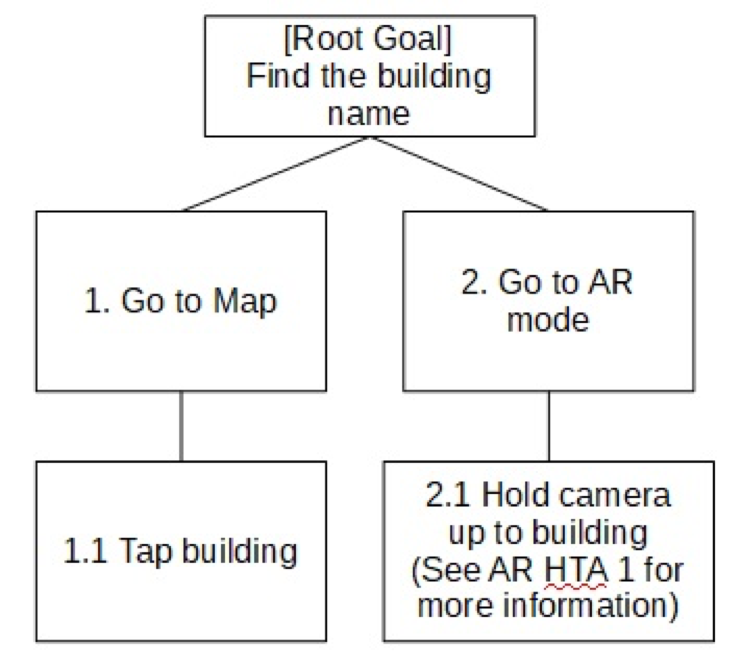 [Root Goal]
Find the building
name
1. Go to Map
2. Go to AR
mode
1.1 Tap building
2.1 Hold camera
up to building
(See AR HTA 1 for
more information)